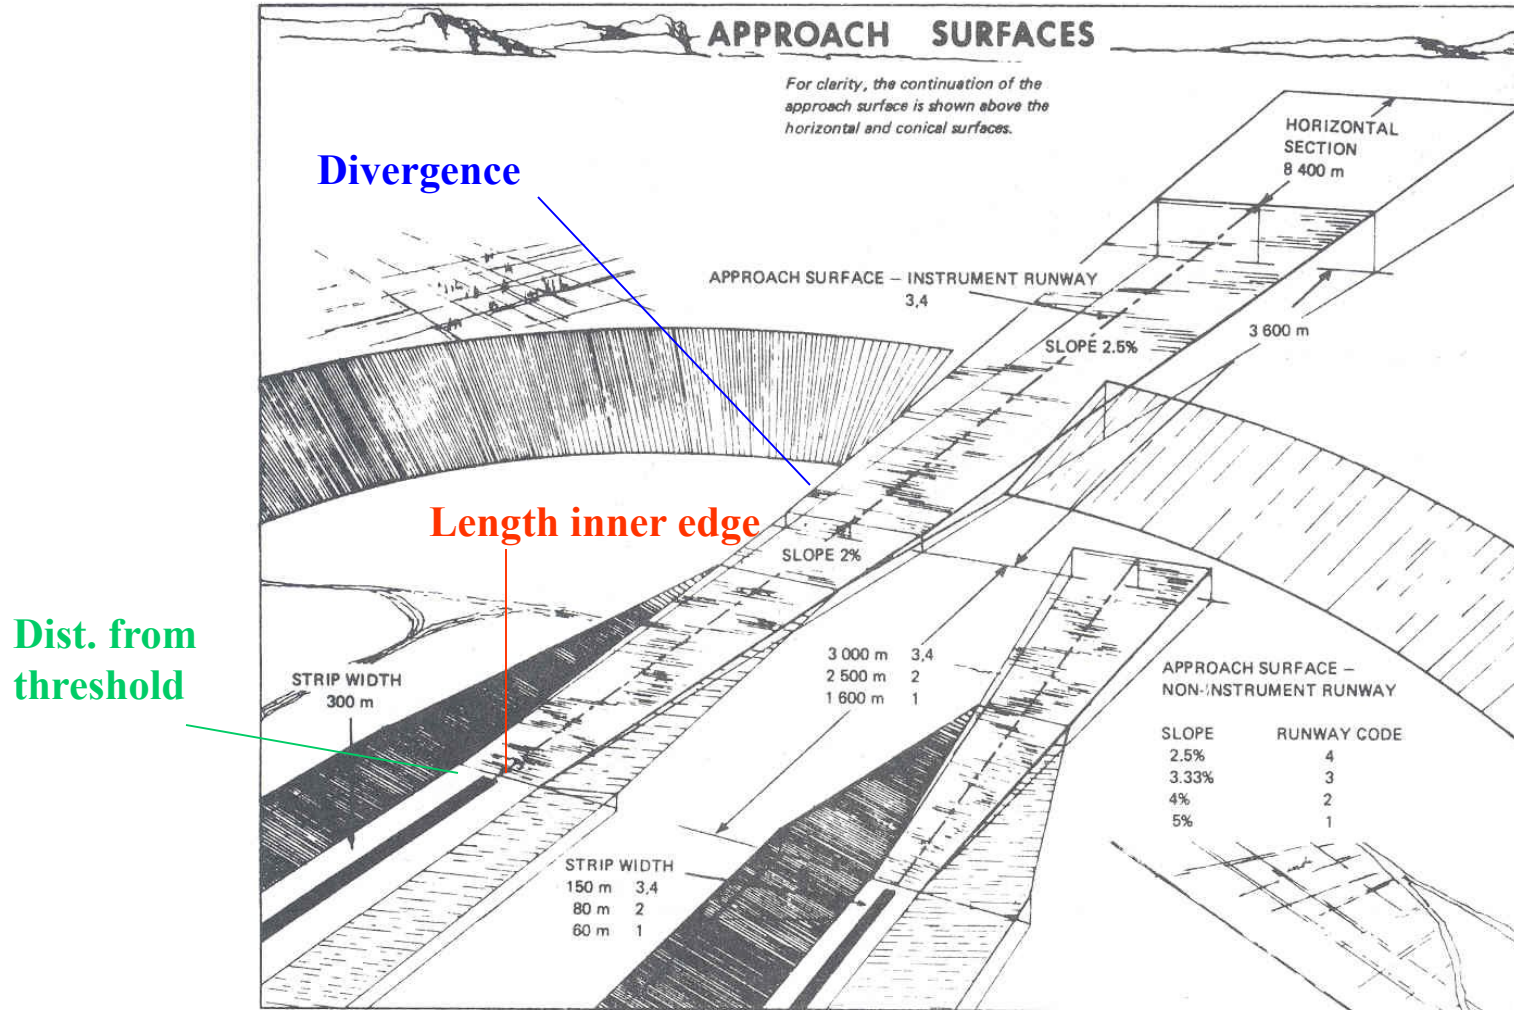 APPROACH SURFACES
For clarity, the continuation of the
approach surface is shown above the
horizontal and conical surfaces.
HORIZONTAL
SECTION
8 400 m
Divergence
APPROACH SURFACE – INSTRUMENT RUNWAY
3,4
3 600 m
SLOPE 2.5%
Length inner edge
SLOPE 2%
Dist. from
threshold
STRIP WIDTH
300 m
3 000 m 3,4
2 500 m 2
1 600 m 1
APPROACH SURFACE –
NON-INSTRUMENT RUNWAY
SLOPE RUNWAY CODE
2.5% 4
3.33% 3
4% 2
5% 1
STRIP WIDTH
150 m 3,4
80 m 2
60 m 1